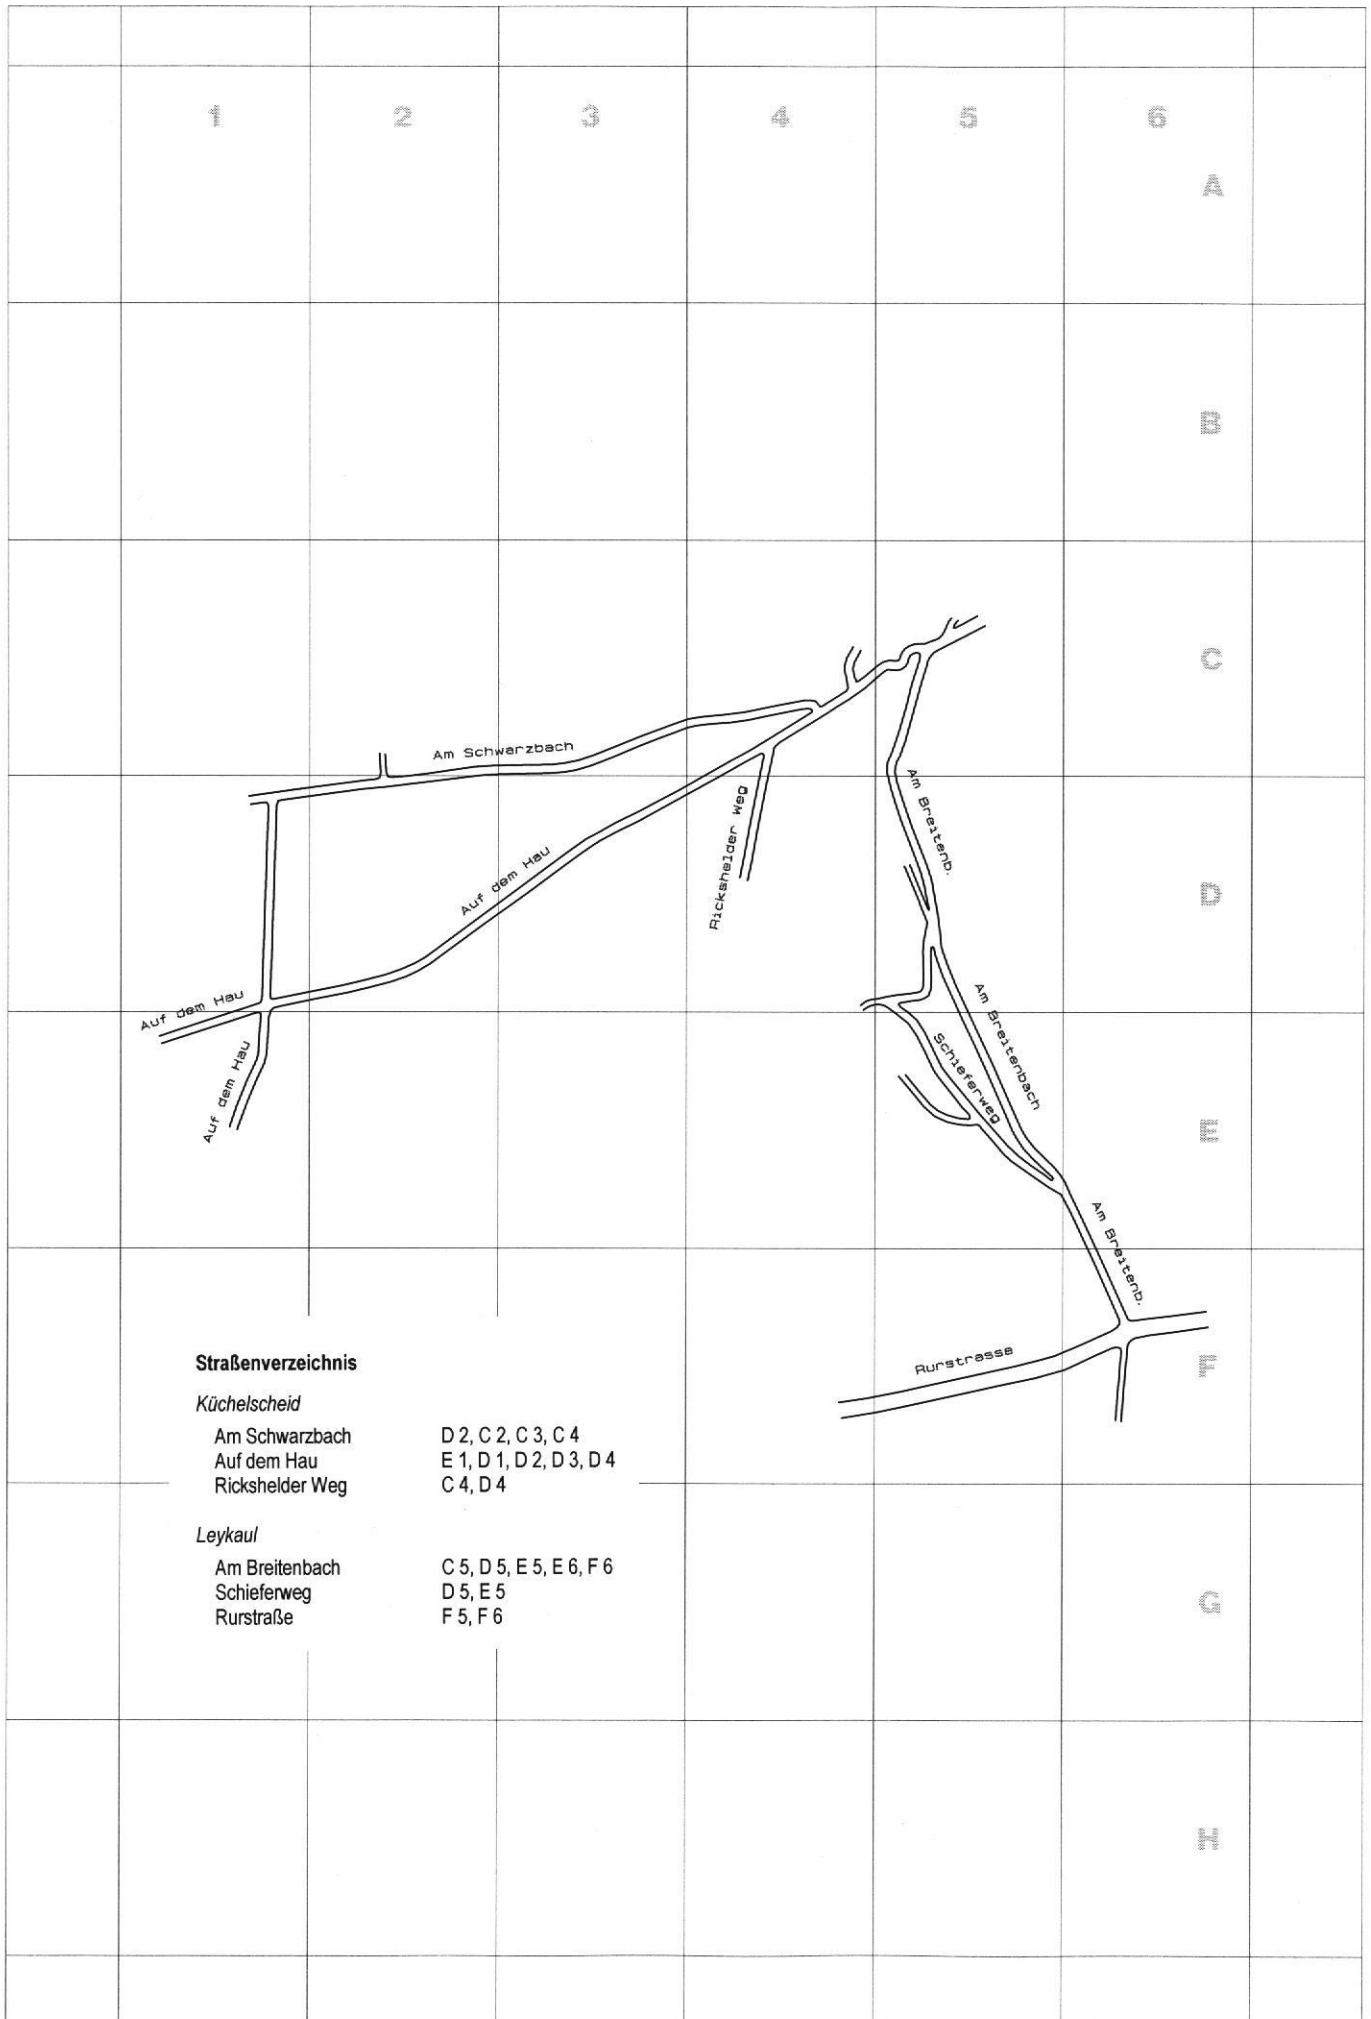 1 2 3 4 5 6
A
B
C
Am Schwarzbach
Am Breitenb.
Rickshelder Weg
Auf dem Hau
D
Auf dem Hau
Am Breitenbach
Schieferweg
Auf dem Hau
E
Am Breitenb.
Rurstrasse
F
Straßenverzeichnis
Küchelscheid
Am Schwarzbach D 2, C 2, C 3, C 4
Auf dem Hau E 1, D 1, D 2, D 3, D 4
Rickshelder Weg C 4, D 4
Leykaul
Am Breitenbach C 5, D 5, E 5, E 6, F 6
Schieferweg D 5, E 5
Rurstraße F 5, F 6
G
H